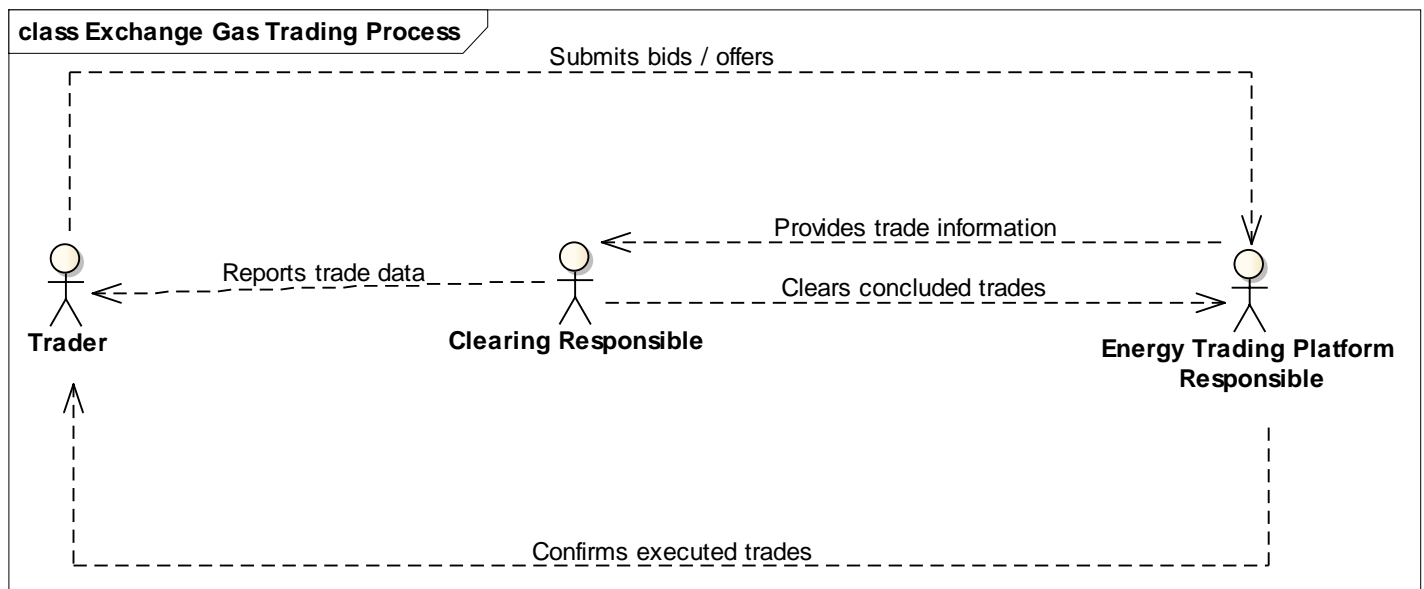 class Exchange Gas Trading Process
Submits bids / offers
Provides trade information
Reports trade data
Clears concluded trades
Trader
Clearing Responsible
Energy Trading Platform
Responsible
Confirms executed trades